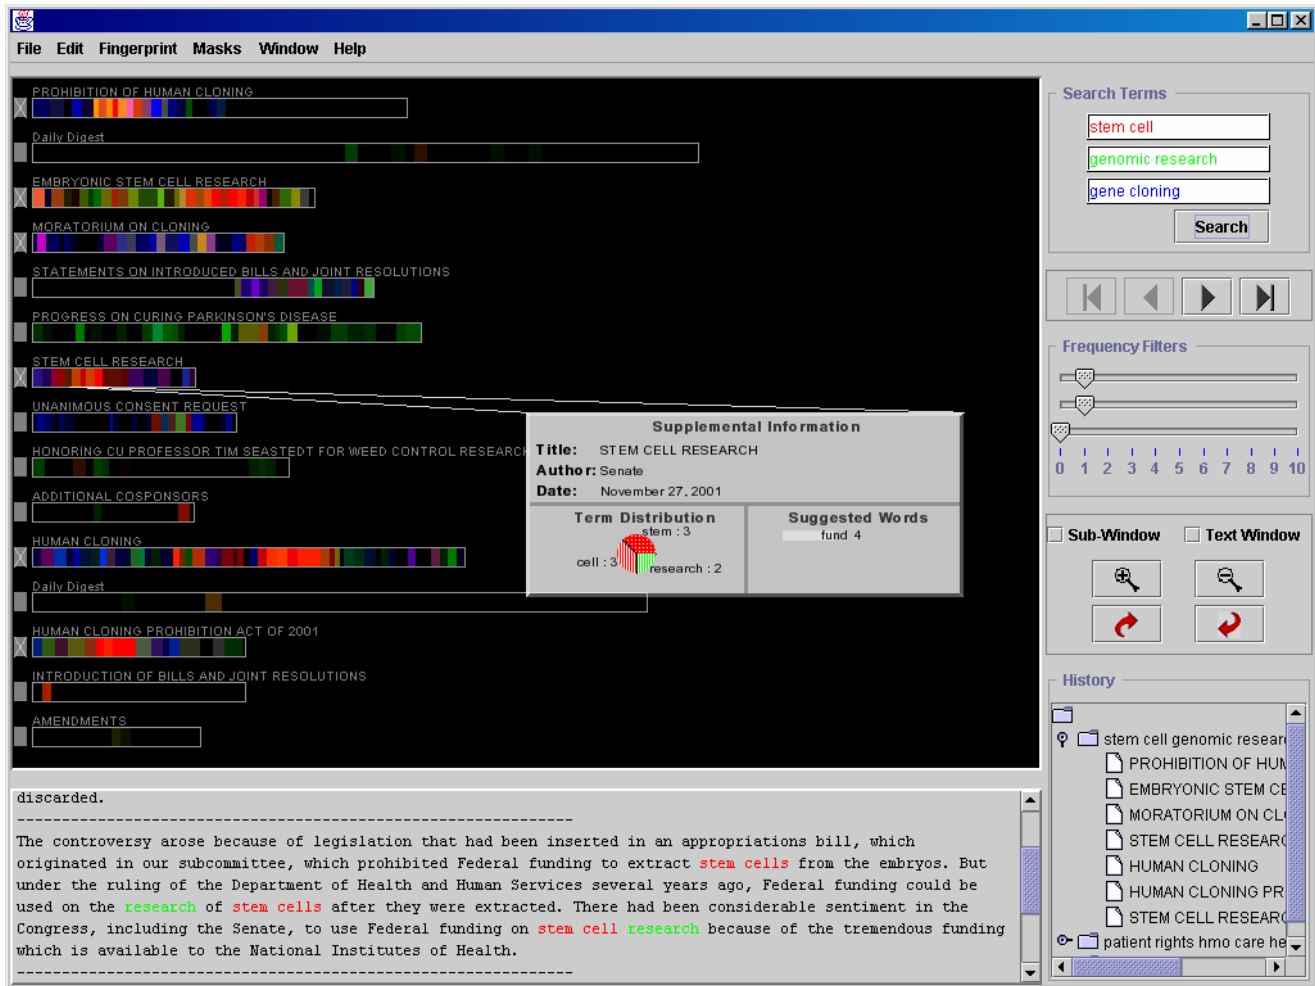 File Edit Fingerprint Masks Window Help
PROHIBITION OF HUMAN CLONING
Daily Digest
EMBRYONIC STEM CELL RESEARCH
MORATORIUM ON CLONING
STATEMENTS ON INTRODUCED BILLS AND JOINT RESOLUTIONS
PROGRESS ON CURING PARKINSON'S DISEASE
STEM CELL RESEARCH
UNANIMOUS CONSENT REQUEST
HONORING CU PROFESSOR TIM SEASTEDT FOR WEED CONTROL RESEARCH
ADDITIONAL COSPONSORS
HUMAN CLONING
Daily Digest
HUMAN CLONING PROHIBITION ACT OF 2001
INTRODUCTION OF BILLS AND JOINT RESOLUTIONS
AMENDMENTS
Supplemental Information
Title: STEM CELL RESEARCH
Author: Senate
Date: November 27, 2001
Term Distribution
stem : 3
cell : 3
research : 2
Suggested Words
fund 4
discarded.
------------------------------------------------------------------
The controversy arose because of legislation that had been inserted in an appropriations bill, which
originated in our subcommittee, which prohibited Federal funding to extract stem cells from the embryos. But
under the ruling of the Department of Health and Human Services several years ago, Federal funding could be
used on the research of stem cells after they were extracted. There had been considerable sentiment in the
Congress, including the Senate, to use Federal funding on stem cell research because of the tremendous funding
which is available to the National Institutes of Health.
------------------------------------------------------------------
Search Terms
stem cell
genomic research
gene cloning
Search
Frequency Filters
0 1 2 3 4 5 6 7 8 9 10
Sub-Window Text Window
History
stem cell genomic resear
PROHIBITION OF HUM
EMBRYONIC STEM CE
MORATORIUM ON CL
STEM CELL RESEARC
HUMAN CLONING
HUMAN CLONING PR
STEM CELL RESEARC
patient rights hmo care he